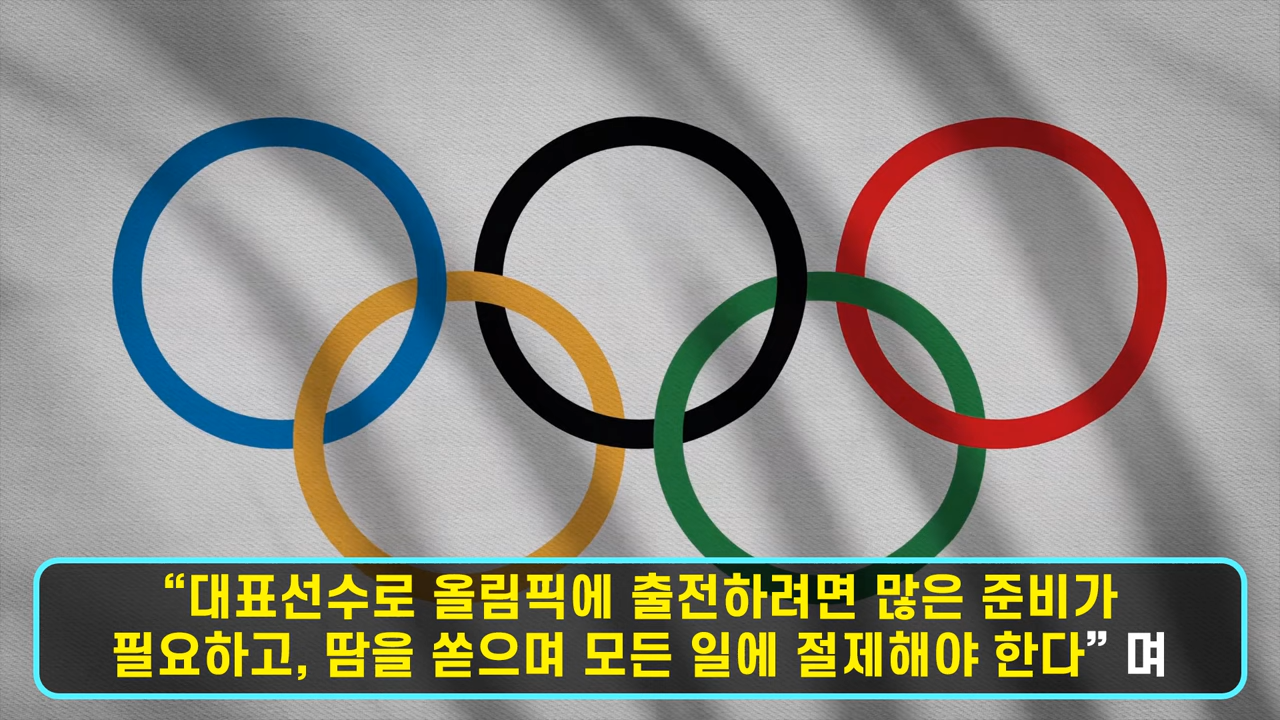 “대표선수로 올림픽에 출전하려면 많은 준비가
필요하고, 땀을 쏟으며 모든 일에 절제해야 한다” 며